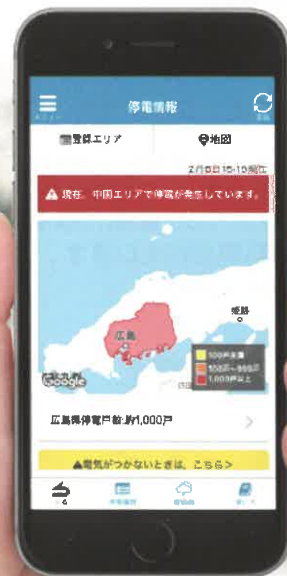 停電情報
登録エリア
地図
現在、中国エリアで停電が発生しています。
姫路
広島
100戸未満
1,000戸以上
Google
広島県停電戸数:約1,000戸
▲電気がつかないときは、こちら>